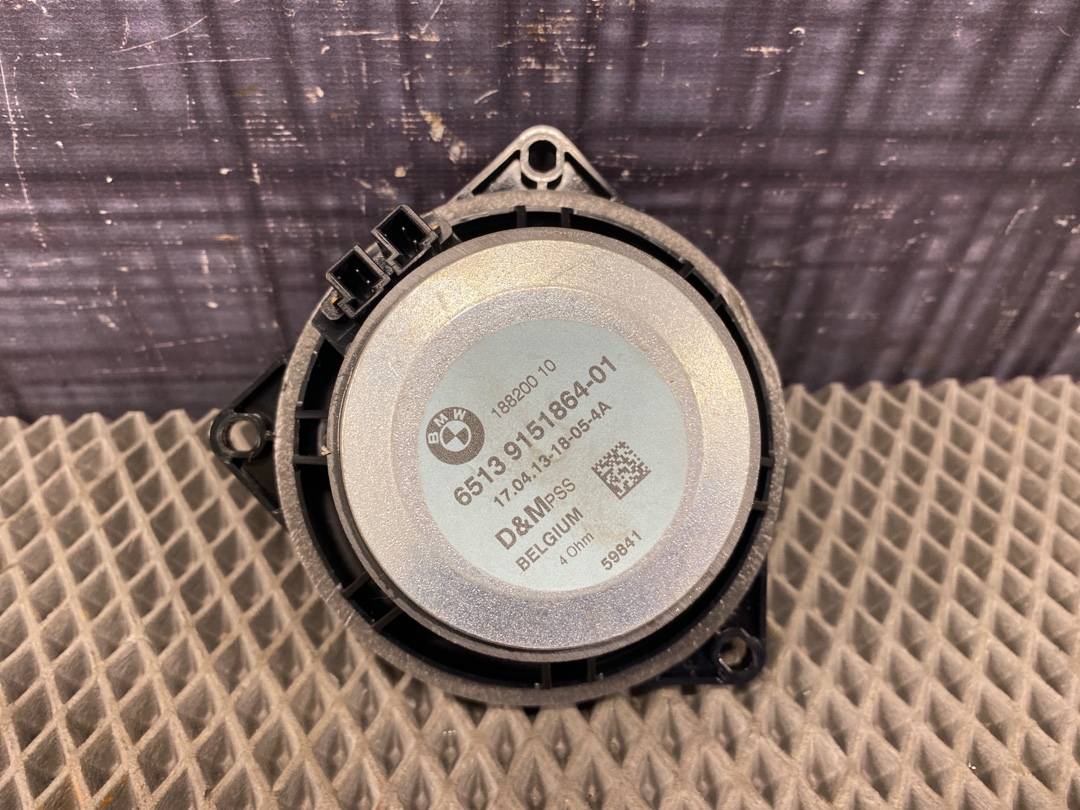 BMW
188200 10
6513 9151864-01
17.04.13-18-05-4A
D&MPSS
BELGIUM
4 Ohm
59841